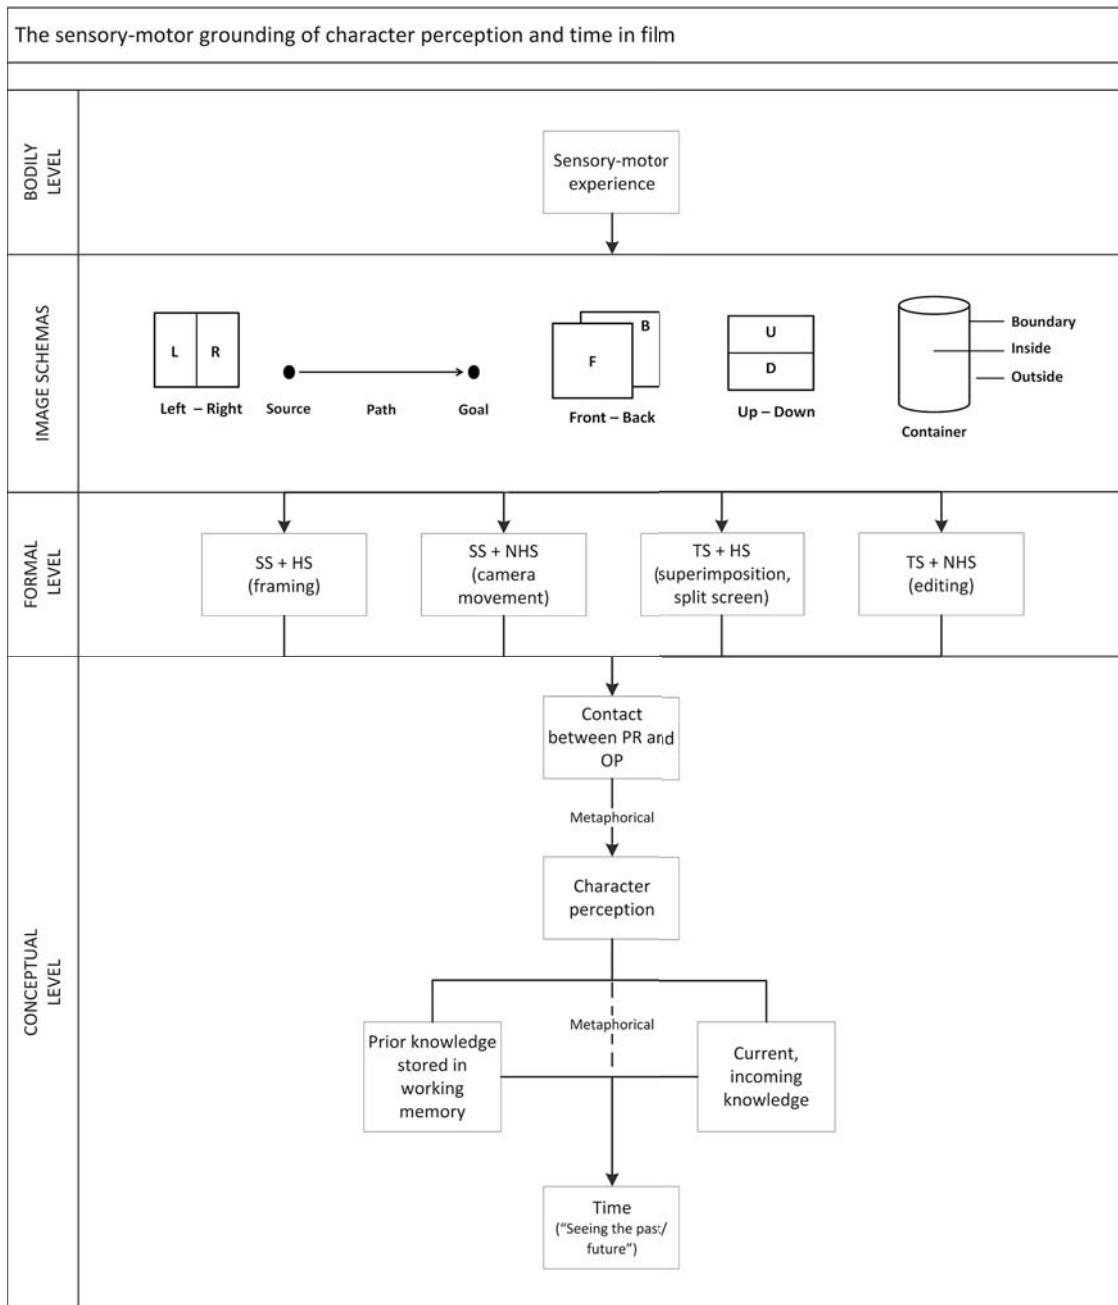 The sensory-motor grounding of character perception and time in film
BODILY
LEVEL
Sensory-motor
experience
IMAGE SCHEMAS
L
R
Left – Right
Source
Path
Goal
B
F
Front – Back
U
D
Up – Down
Boundary
Inside
Outside
Container
FORMAL
LEVEL
SS + HS
(framing)
SS + NHS
(camera
movement)
TS + HS
(superimposition,
split screen)
TS + NHS
(editing)
CONCEPTUAL
LEVEL
Contact
between PR and
OP
Metaphorical
Character
perception
Metaphorical
Prior knowledge
stored in
working
memory
Current,
incoming
knowledge
Time
(“Seeing the past/
future”)